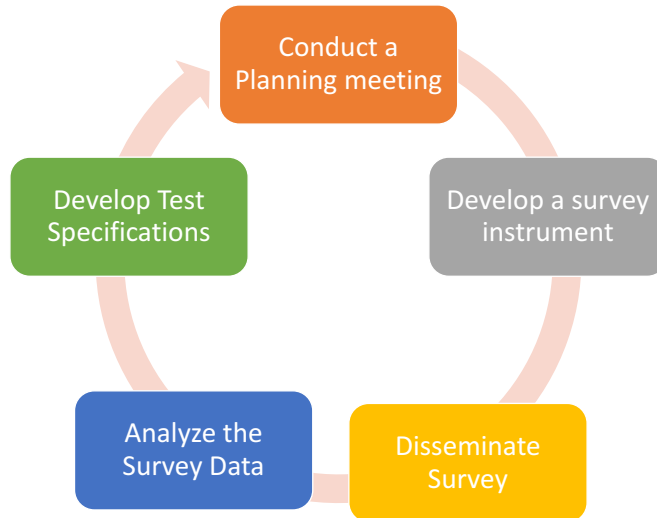 Conduct a
Planning meeting
Develop a survey
instrument
Disseminate
Survey
Analyze the
Survey Data
Develop Test
Specifications